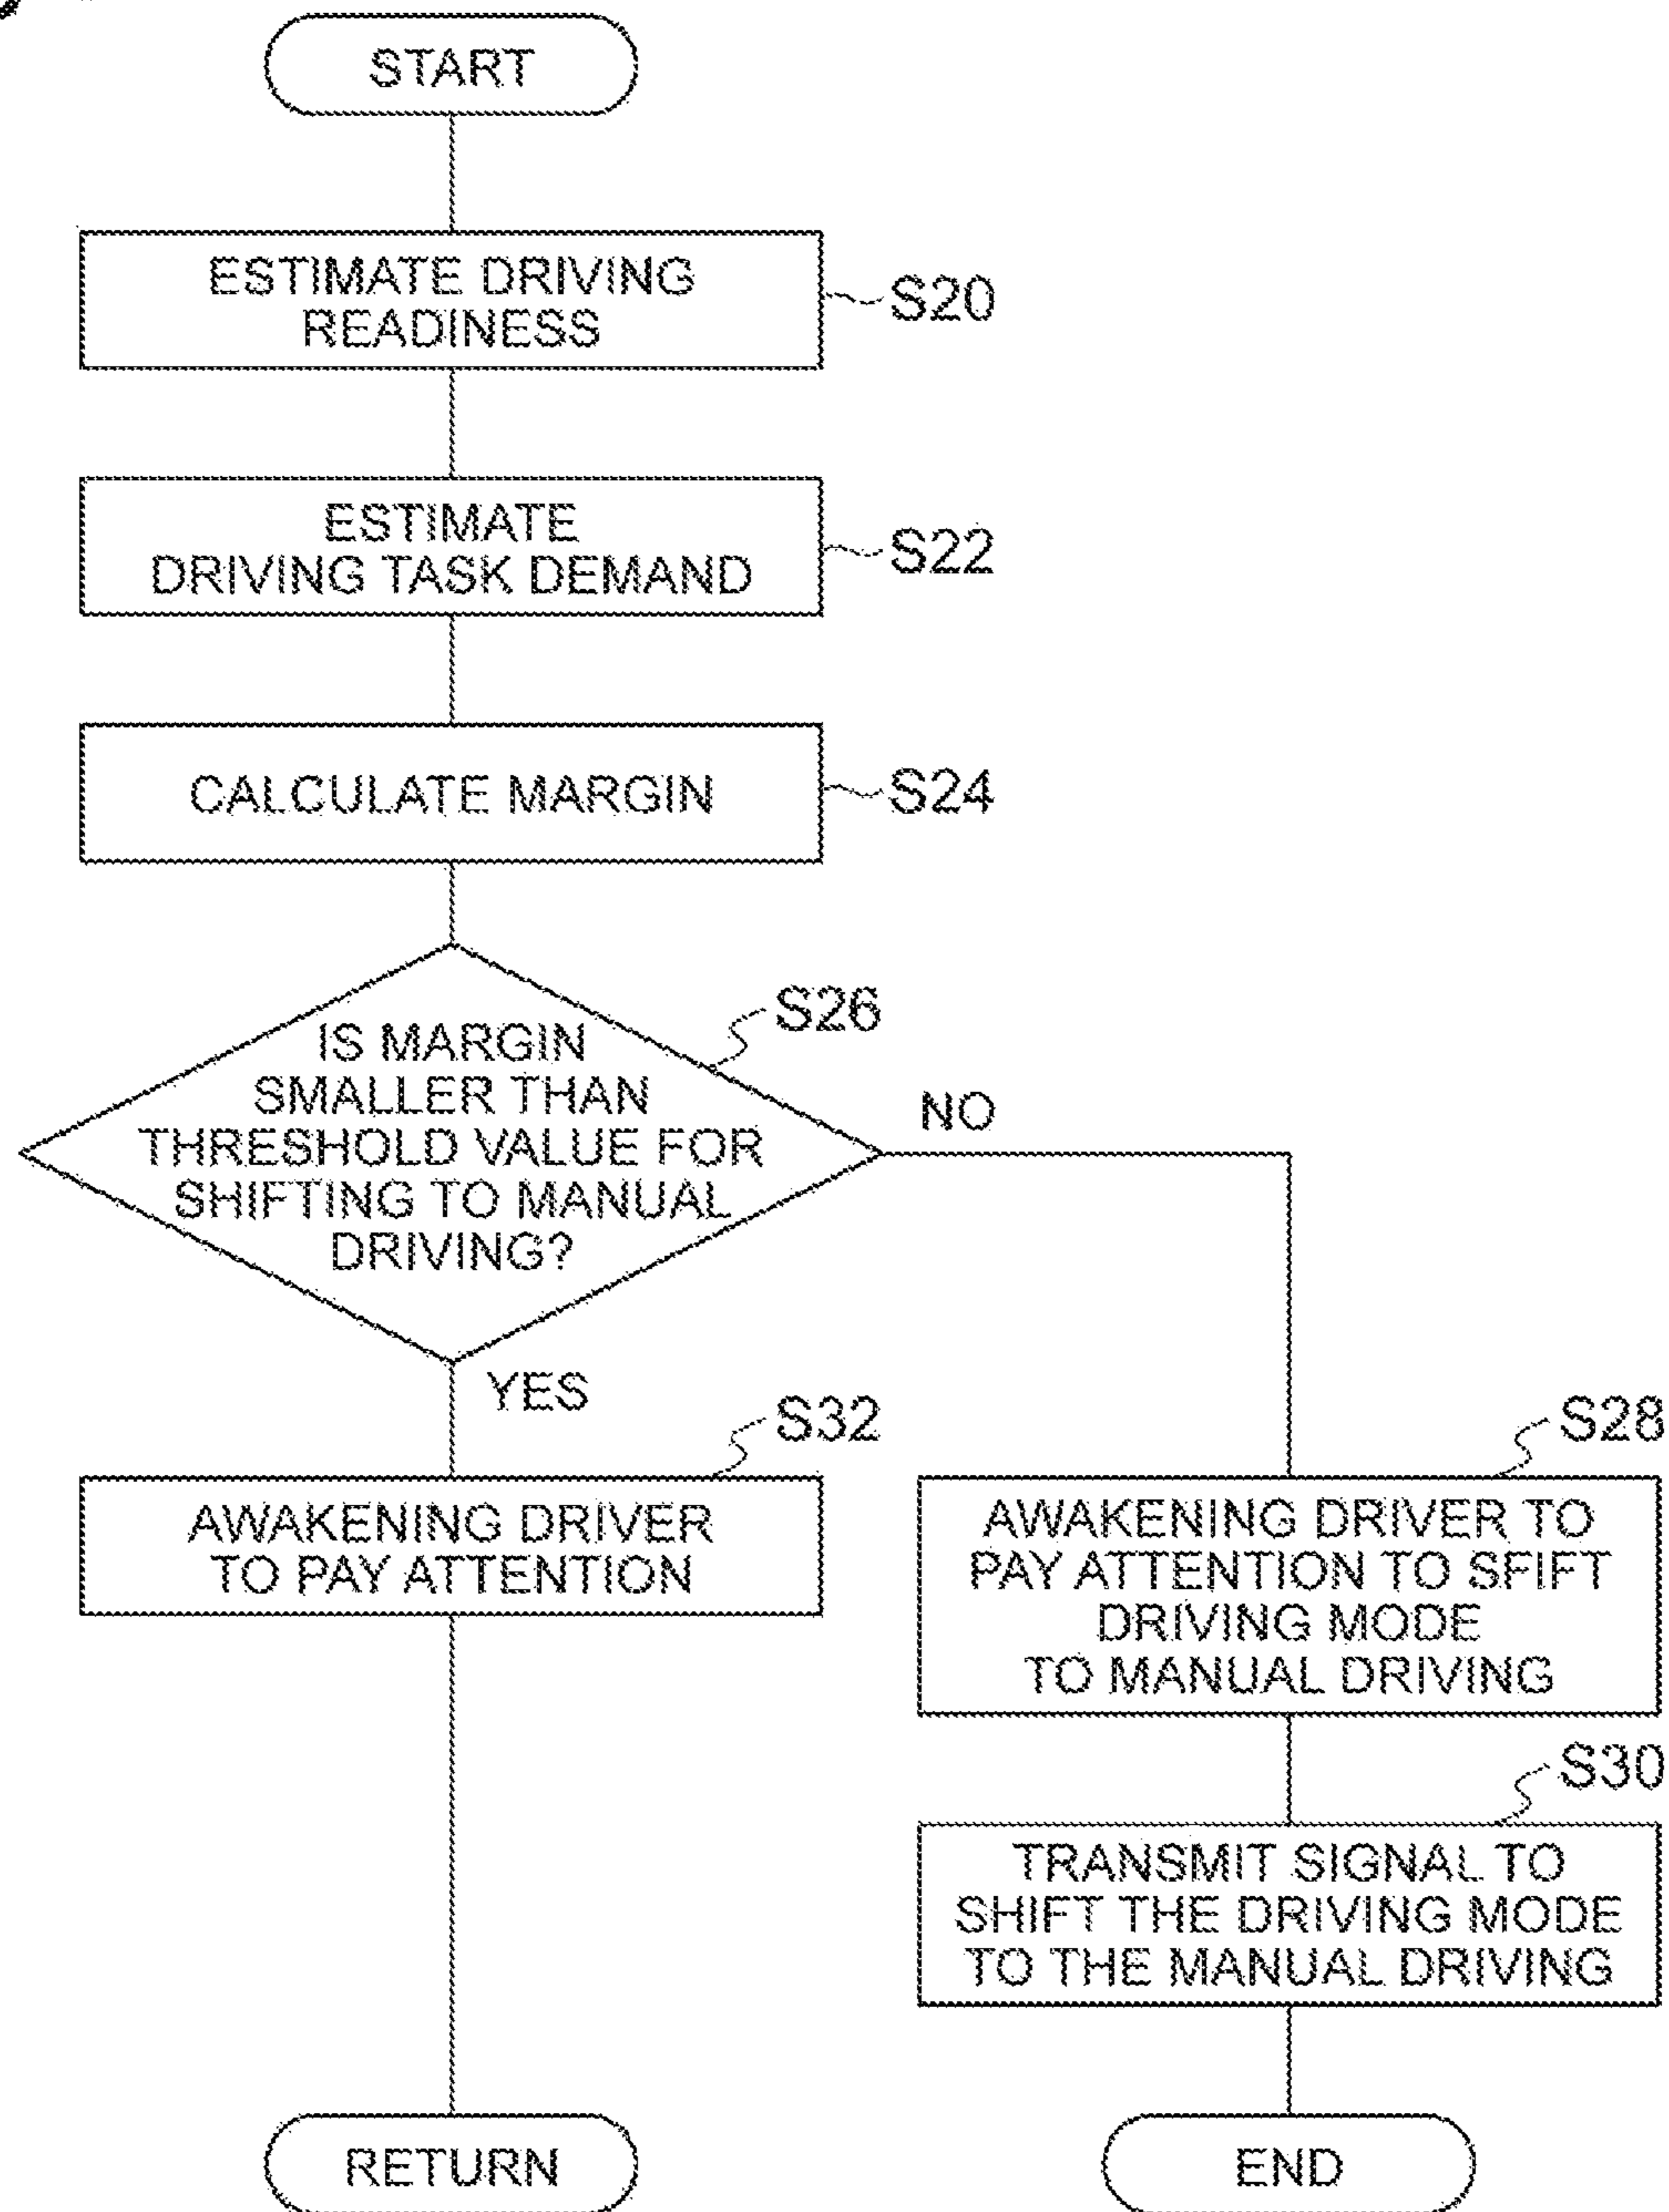 START
ESTIMATE DRIVING
READINESS
S20
ESTIMATE
DRIVING TASK DEMAND
S22
CALCULATE MARGIN
S24
S26
IS MARGIN
SMALLER THAN
THRESHOLD VALUE FOR
SHIFTING TO MANUAL
DRIVING?
NO
YES
S32
AWAKENING DRIVER
TO PAY ATTENTION
S28
AWAKENING DRIVER TO
PAY ATTENTION TO SFIFT
DRIVING MODE
TO MANUAL DRIVING
S30
TRANSMIT SIGNAL TO
SHIFT THE DRIVING MODE
TO THE MANUAL DRIVING
RETURN
END